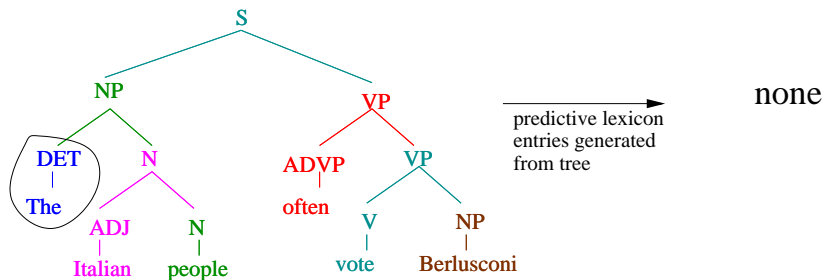 S
NP VP
none
predictive lexicon
entries generated
from tree
DET N ADVP VP
The often
ADJ N V NP
Italian people vote Berlusconi